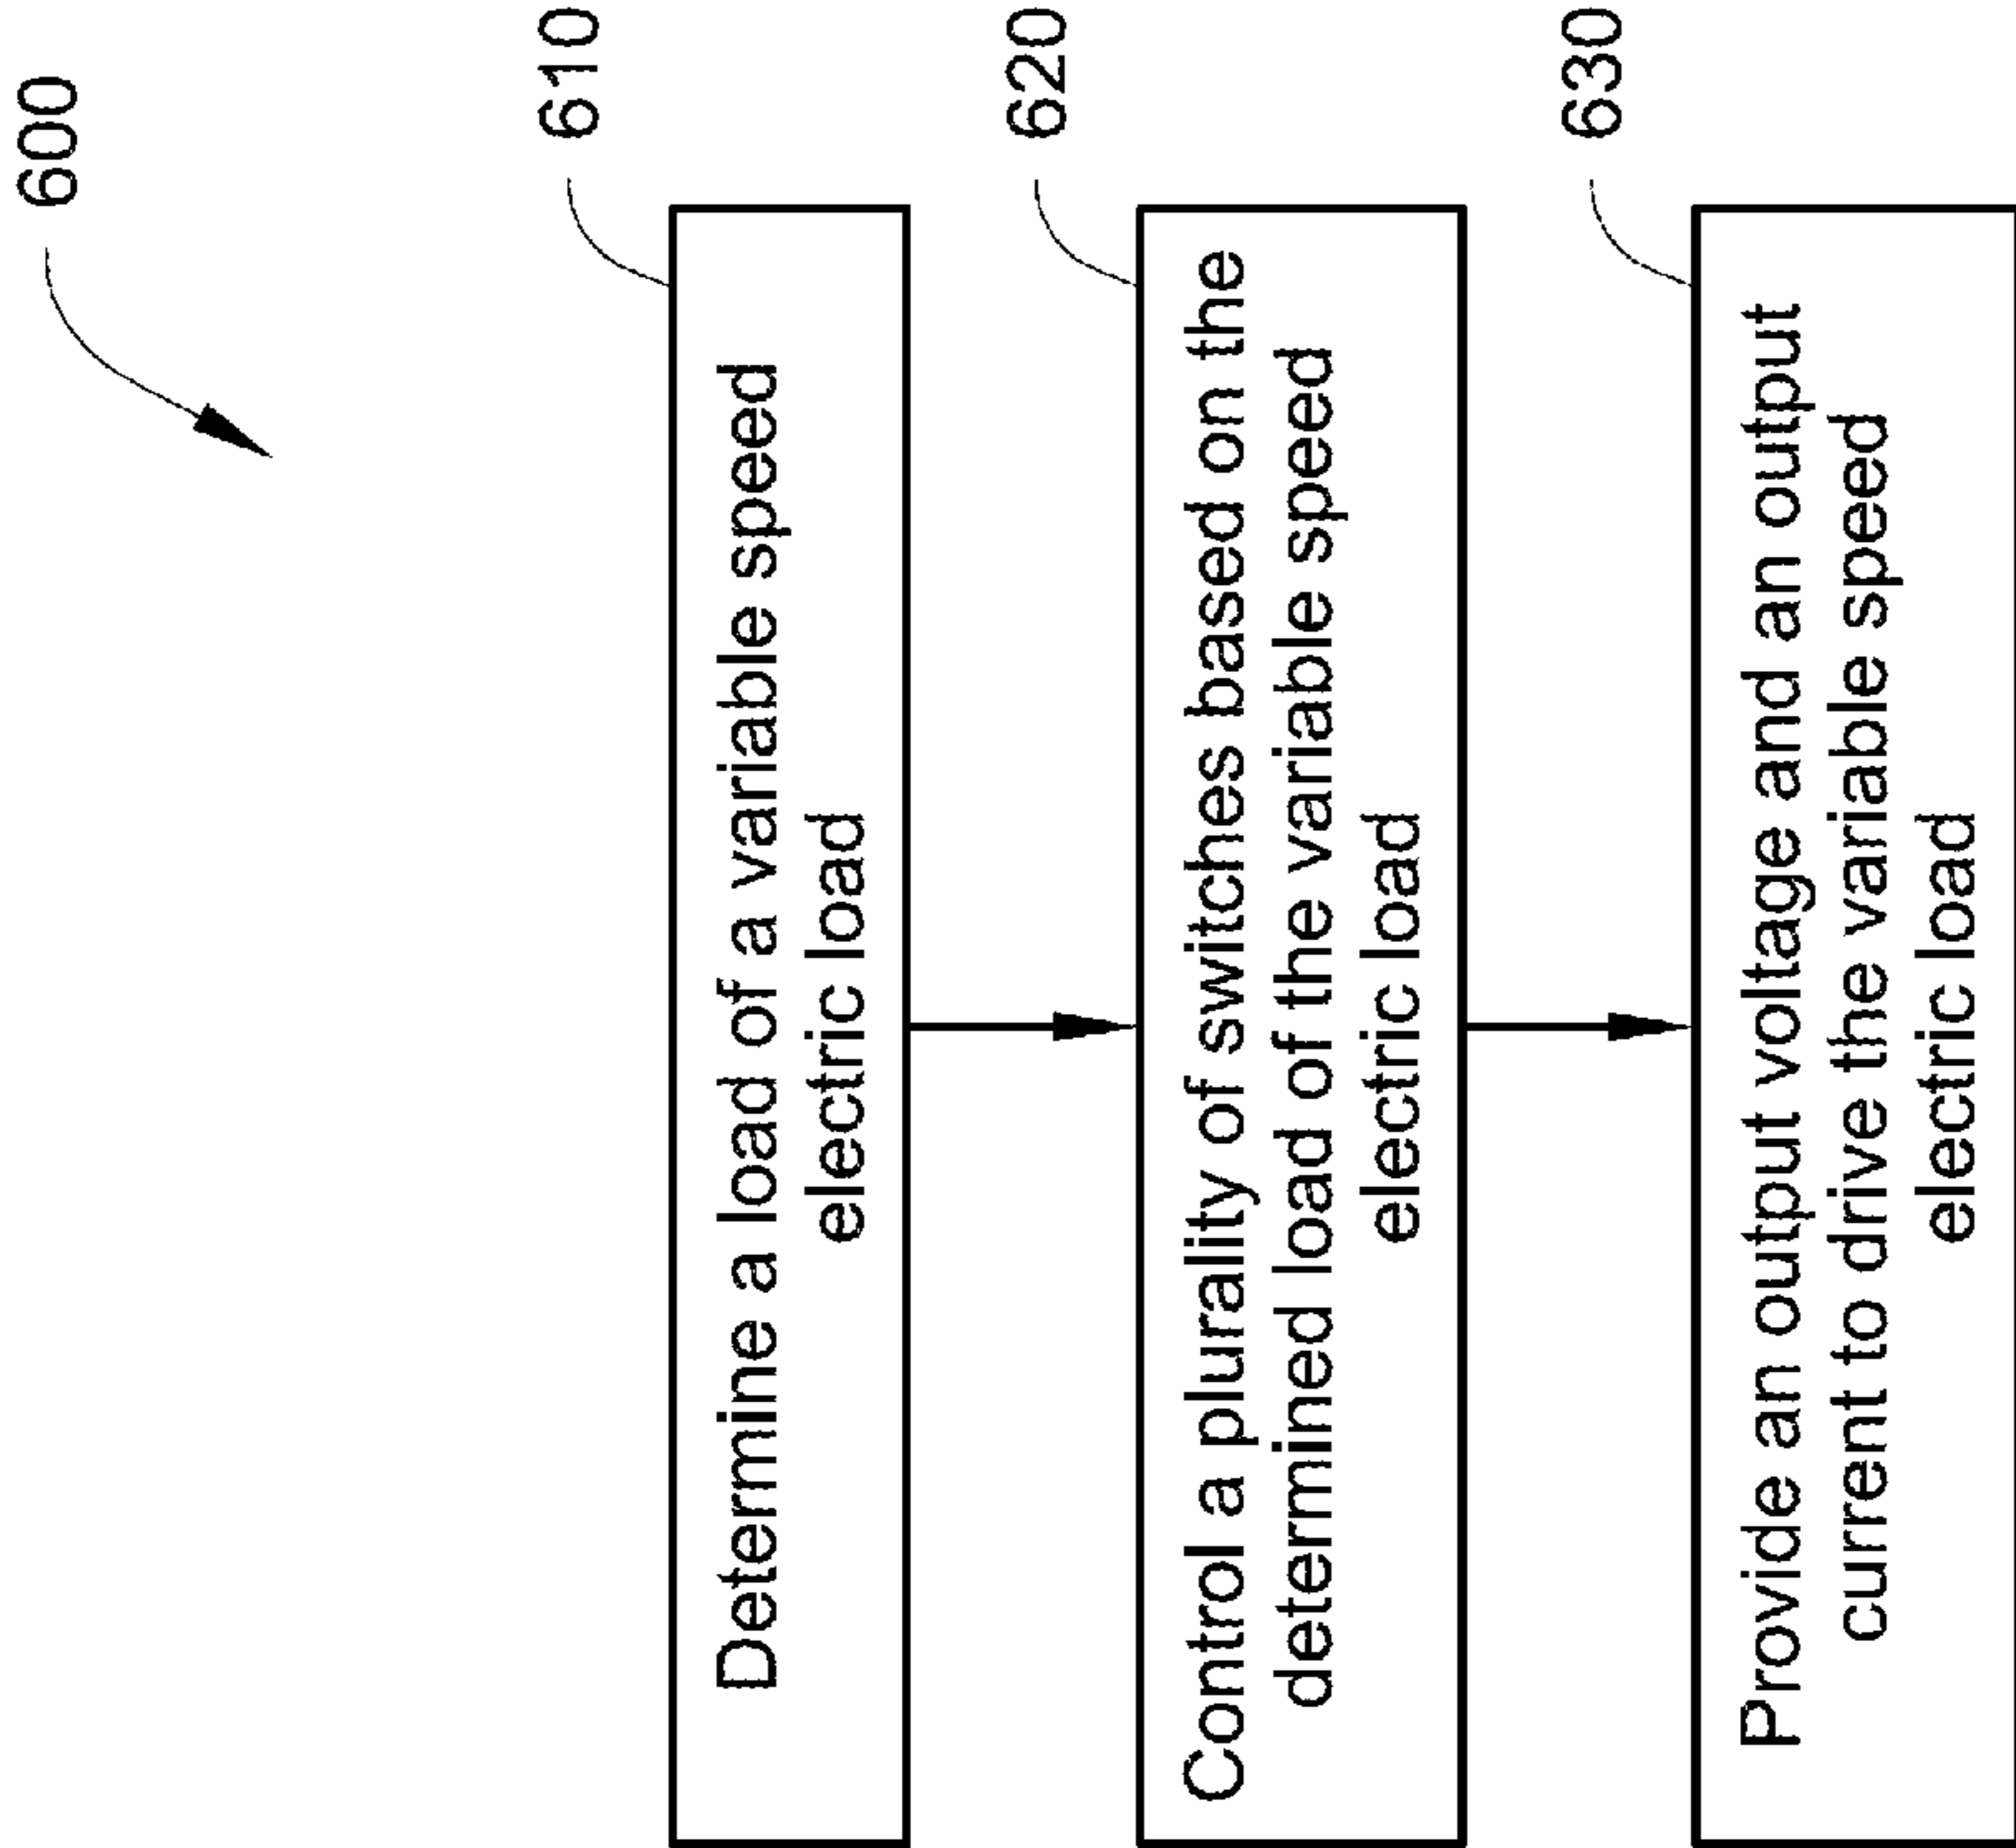 600
610
Determine a load of a variable speed
electric load
620
Control a plurality of switches based on the
determined load of the variable speed
electric load
630
Provide an output voltage and an output
current to drive the variable speed
electric load